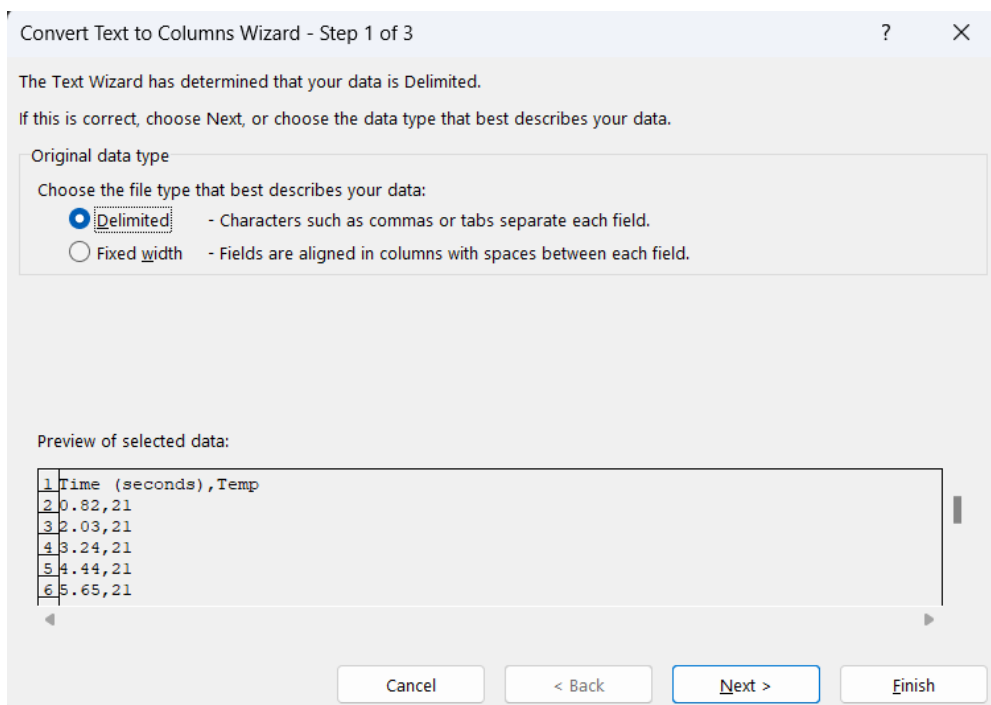 Convert Text to Columns Wizard - Step 1 of 3 ?
The Text Wizard has determined that your data is Delimited.
If this is correct, choose Next, or choose the data type that best describes your data.
Original data type
Choose the file type that best describes your data:
Delimited - Characters such as commas or tabs separate each field.
Fixed width - Fields are aligned in columns with spaces between each field.
Preview of selected data:
1 Time (seconds),Temp
2 0.82,21
3 2.03,21
4 3.24,21
5 4.44,21
6 5.65,21
Cancel < Back Next > Finish